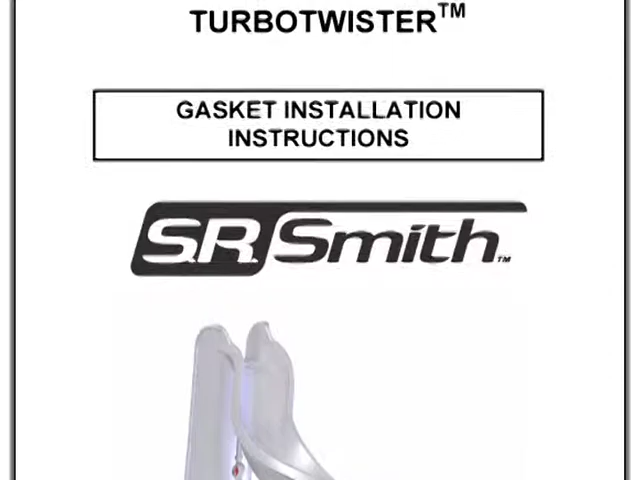 TURBOTWISTER™
GASKET INSTALLATION
INSTRUCTIONS
S.R.Smith™